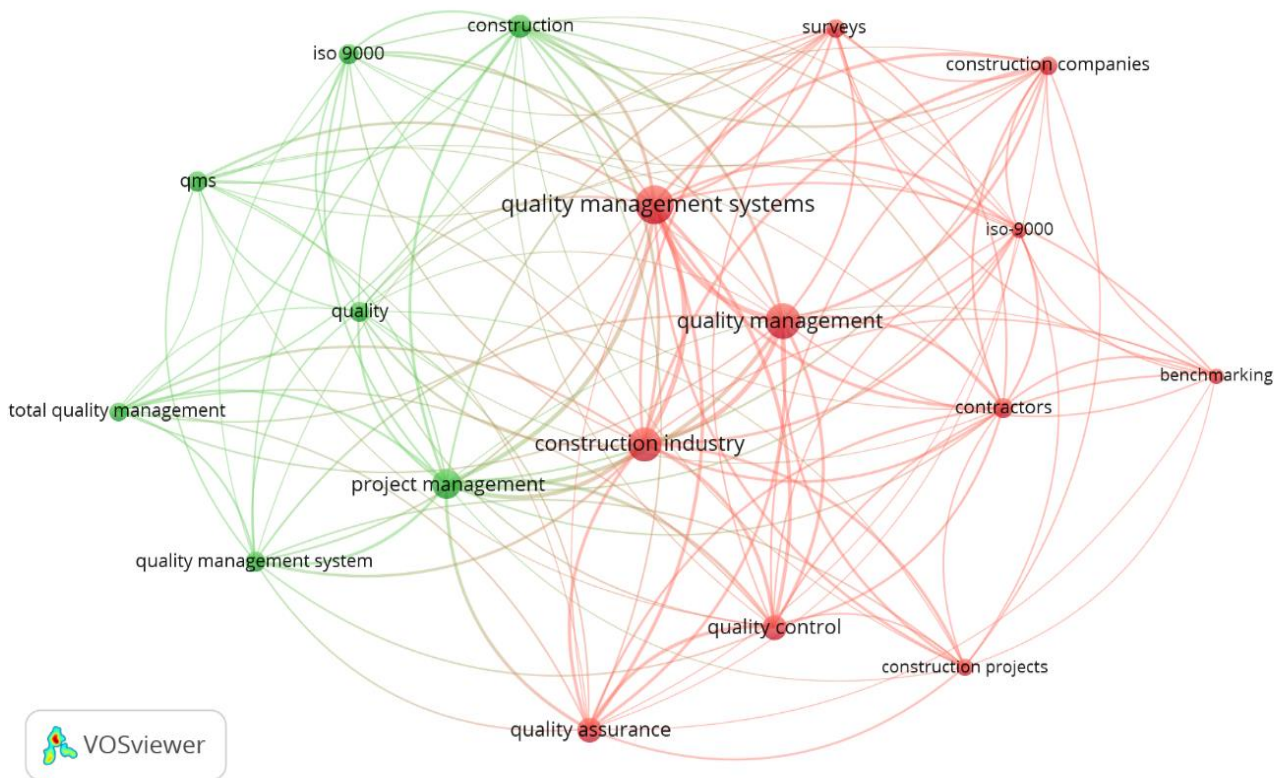 construction
surveys
iso 9000
construction companies
qms
quality management systems
iso-9000
quality
quality management
benchmarking
total quality management
contractors
construction industry
project management
quality management system
quality control
construction projects
quality assurance
VOSviewer